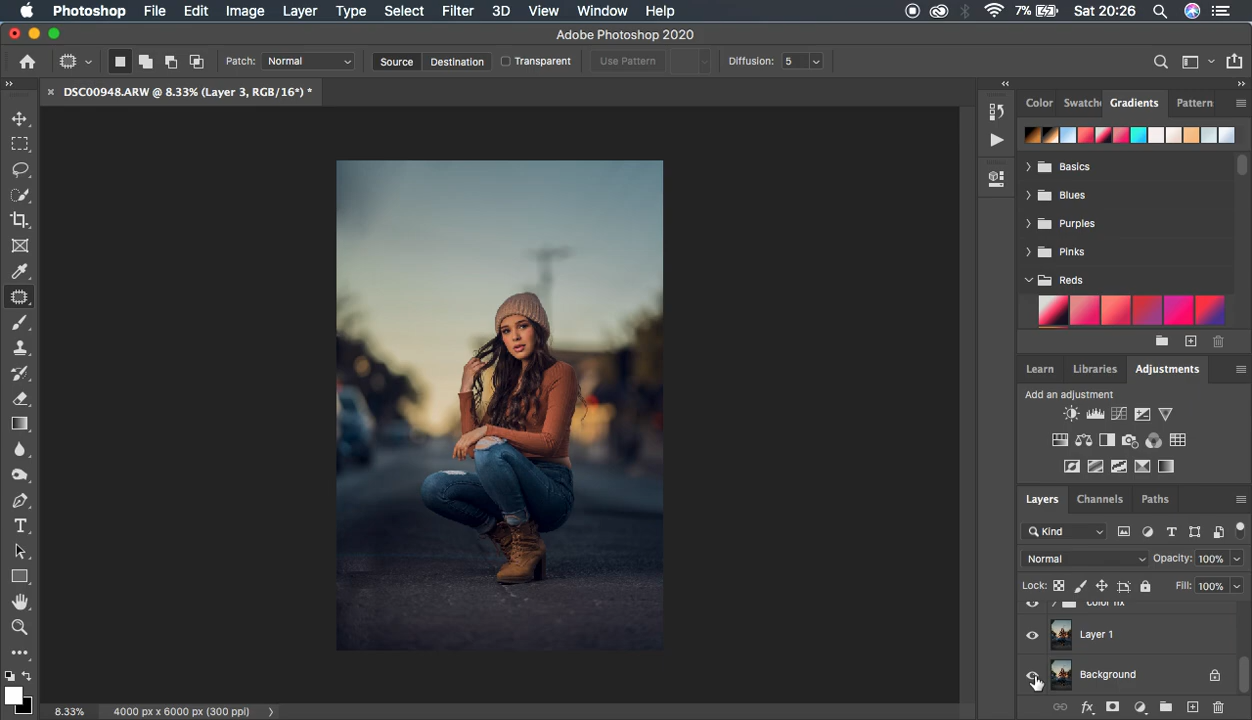 Photoshop File Edit Image Layer Type Select Filter 3D View Window Help 7% Sat 20:26
Adobe Photoshop 2020
Patch: Normal Source Destination Transparent Use Pattern Diffusion: 5
DSC00948.ARW @ 8.33% (Layer 3, RGB/16*) *
Color Swatche Gradients Pattern
Basics
Blues
Purples
Pinks
Reds
Learn Libraries Adjustments
Add an adjustment
Layers Channels Paths
Kind
Normal Opacity: 100%
Lock: Fill: 100%
color fix
Layer 1
Background
8.33% 4000 px x 6000 px (300 ppi)